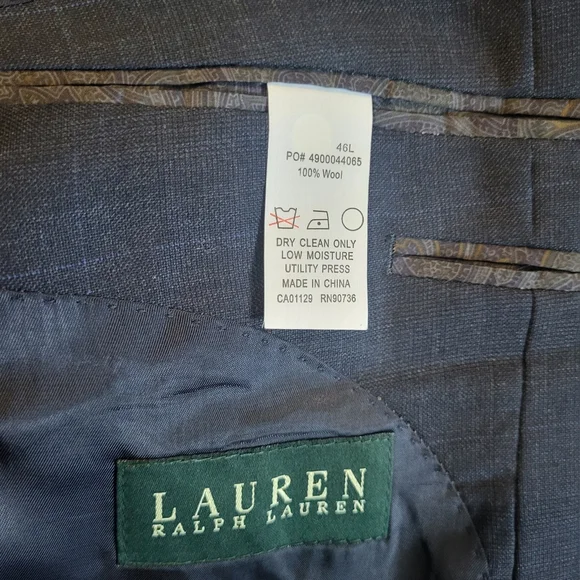 46L
PO# 4900044065
100% Wool
DRY CLEAN ONLY
LOW MOISTURE
UTILITY PRESS
MADE IN CHINA
CA01129 RN90736
LAUREN
RALPH LAUREN